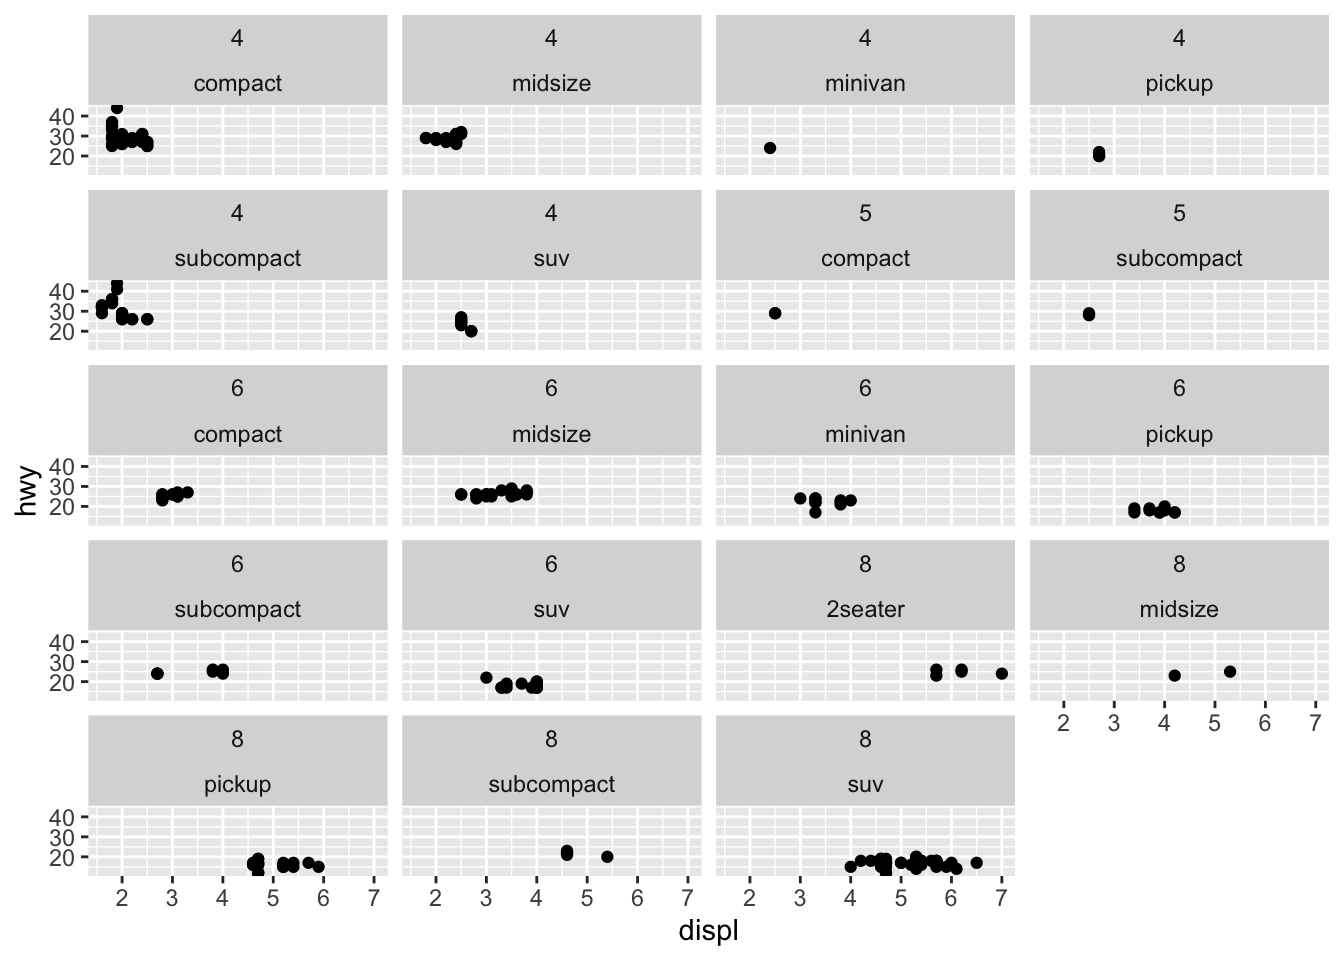 4 4 4 4
compact midsize minivan pickup
40
30
20
4 4 5 5
subcompact suv compact subcompact
40
30
20
6 6 6 6
compact midsize minivan pickup
40
30
20
hwy
6 6 8 8
subcompact suv 2seater midsize
40
30
20
2 3 4 5 6 7
8 8 8
pickup subcompact suv
40
30
20
2 3 4 5 6 7 2 3 4 5 6 7 2 3 4 5 6 7
displ